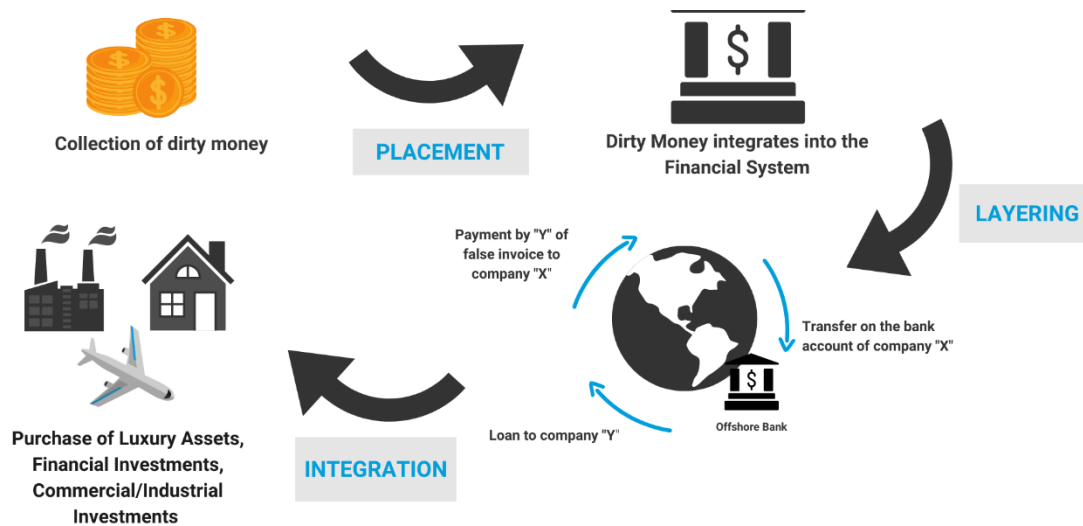 Collection of dirty money
PLACEMENT
Dirty Money integrates into the
Financial System
LAYERING
Payment by "Y" of
false invoice to
company "X"
Transfer on the bank
account of company "X"
Offshore Bank
Loan to company "Y"
INTEGRATION
Purchase of Luxury Assets,
Financial Investments,
Commercial/Industrial
Investments